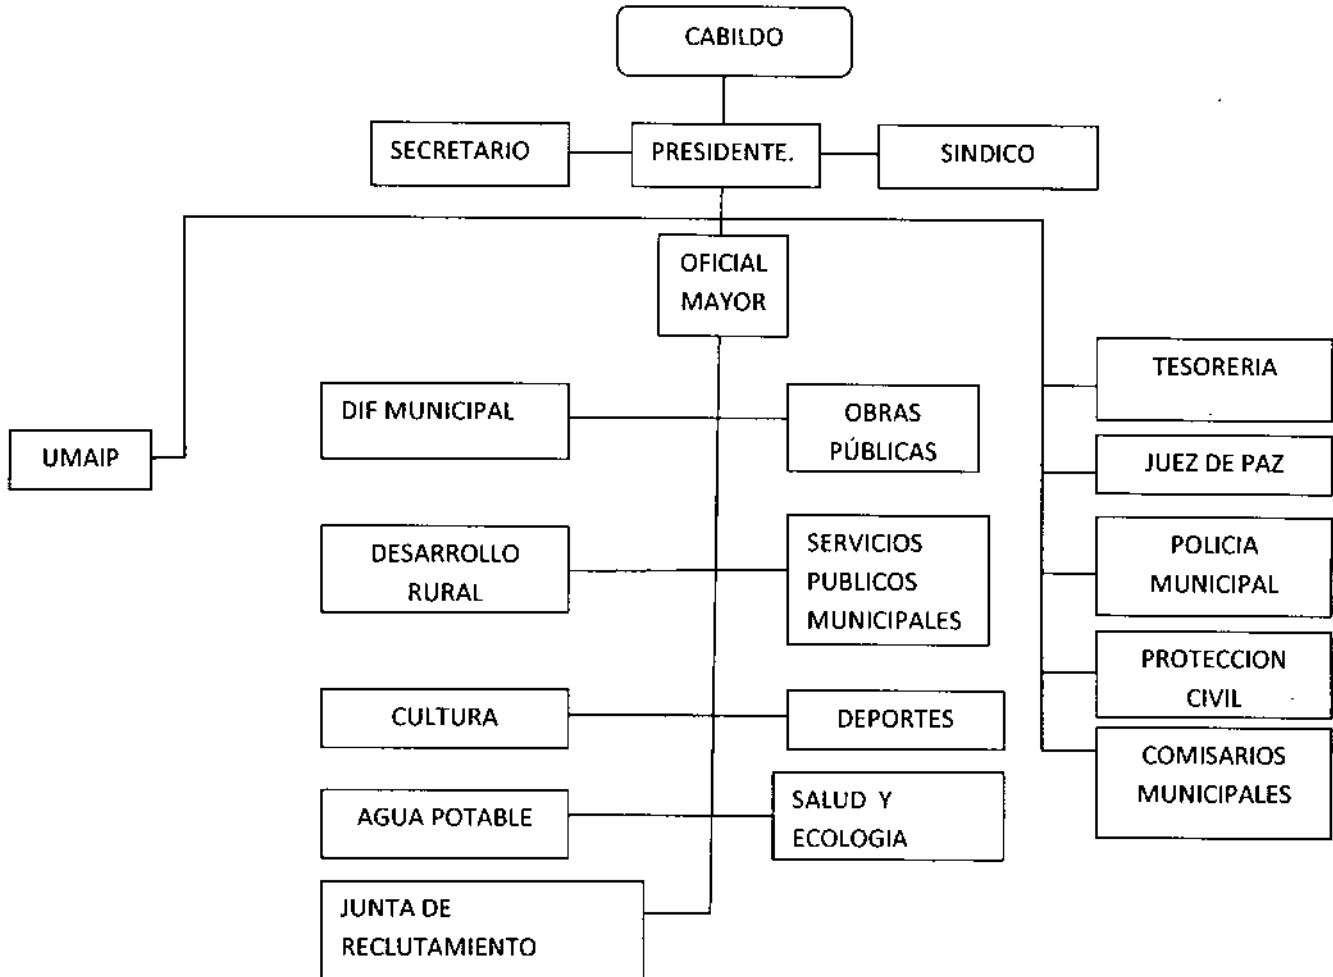 CABILDO
SECRETARIO
PRESIDENTE.
SINDICO
OFICIAL
MAYOR
TESORERIA
DIF MUNICIPAL
OBRAS
PÚBLICAS
UMAIP
JUEZ DE PAZ
DESARROLLO
RURAL
SERVICIOS
PUBLICOS
MUNICIPALES
POLICIA
MUNICIPAL
PROTECCION
CIVIL
CULTURA
DEPORTES
COMISARIOS
MUNICIPALES
AGUA POTABLE
SALUD Y
ECOLOGIA
JUNTA DE
RECLUTAMIENTO